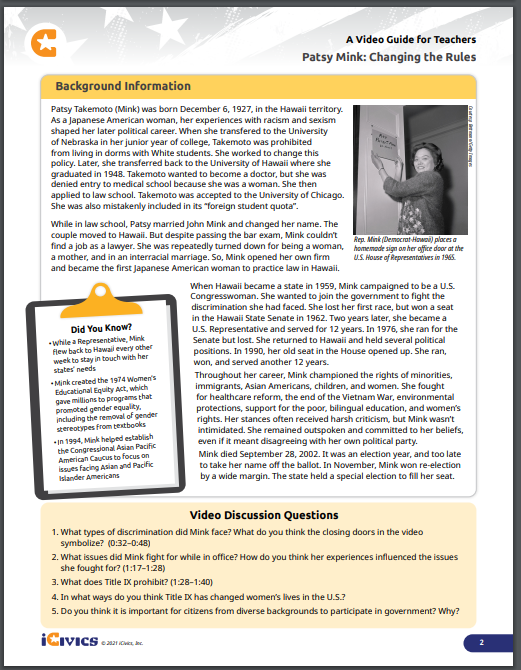 A Video Guide for Teachers
Patsy Mink: Changing the Rules
Background Information
Patsy Takemoto (Mink) was born December 6, 1927, in the Hawaii territory.
As a Japanese American woman, her experiences with racism and sexism
shaped her later political career. When she transfered to the University
of Nebraska in her junior year of college, Takemoto was prohibited
from living in dorms with White students. She worked to change this
policy. Later, she transferred back to the University of Hawaii where she
graduated in 1948. Takemoto wanted to become a doctor, but she was
denied entry to medical school because she was a woman. She then
applied to law school. Takemoto was accepted to the University of Chicago.
She was also mistakenly included in its "foreign student quota".
While in law school, Patsy married John Mink and changed her name. The
couple moved to Hawaii. But despite passing the bar exam, Mink couldn't
find a job as a lawyer. She was repeatedly turned down for being a woman,
a mother, and in an interracial marriage. So, Mink opened her own firm
and became the first Japanese American woman to practice law in Hawaii.
Rep. Mink (Democrat-Hawaii) places a
homemade sign on her office door at the
U.S. House of Representatives in 1965.
When Hawaii became a state in 1959, Mink campaigned to be a U.S.
Congresswoman. She wanted to join the government to fight the
discrimination she had faced. She lost her first race, but won a seat
in the Hawaii State Senate in 1962. Two years later, she became a
U.S. Representative and served for 12 years. In 1976, she ran for the
Senate but lost. She returned to Hawaii and held several political
positions. In 1990, her old seat in the House opened up. She ran,
won, and served another 12 years.
Throughout her career, Mink championed the rights of minorities,
immigrants, Asian Americans, children, and women. She fought
for healthcare reform, the end of the Vietnam War, environmental
protections, support for the poor, bilingual education, and women's
rights. Her stances often received harsh criticism, but Mink wasn't
intimidated. She remained outspoken and committed to her beliefs,
even if it meant disagreeing with her own political party.
Mink died September 28, 2002. It was an election year, and too late
to take her name off the ballot. In November, Mink won re-election
by a wide margin. The state held a special election to fill her seat.
Did You Know?
• While a Representative, Mink
flew back to Hawaii every other
week to stay in touch with her
states' needs
• Mink created the 1974 Women's
Educational Equity Act, which
gave millions to programs that
promoted gender equality,
including the removal of gender
stereotypes from textbooks
• In 1994, Mink helped establish
the Congressional Asian Pacific
American Caucus to focus on
issues facing Asian and Pacific
Islander Americans
Video Discussion Questions
1. What types of discrimination did Mink face? What do you think the closing doors in the video
symbolize? (0:32–0:48)
2. What issues did Mink fight for while in office? How do you think her experiences influenced the issues
she fought for? (1:17–1:28)
3. What does Title IX prohibit? (1:28–1:40)
4. In what ways do you think Title IX has changed women's lives in the U.S.?
5. Do you think it is important for citizens from diverse backgrounds to participate in government? Why?
iCIVICS © 2021 iCivics, Inc.
2